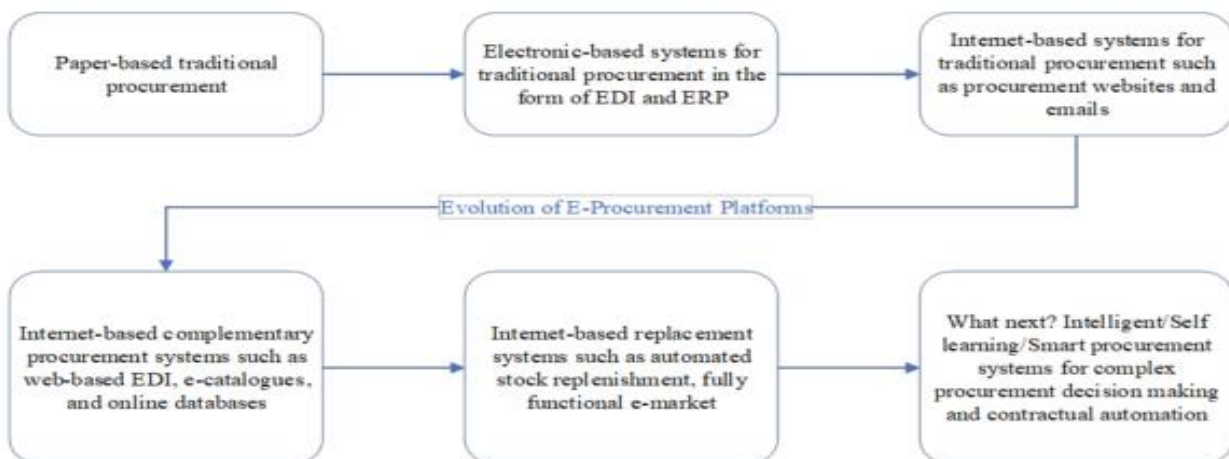 Paper-based traditional
procurement
Electronic-based systems for
traditional procurement in the
form of EDI and ERP
Internet-based systems for
traditional procurement such
as procurement websites and
emails
Evolution of E-Procurement Platforms
Internet-based complementary
procurement systems such as
web-based EDI, e-catalogues,
and online databases
Internet-based replacement
systems such as automated
stock replenishment, fully
functional e-market
What next? Intelligent/Self
learning/Smart procurement
systems for complex
procurement decision making
and contractual automation